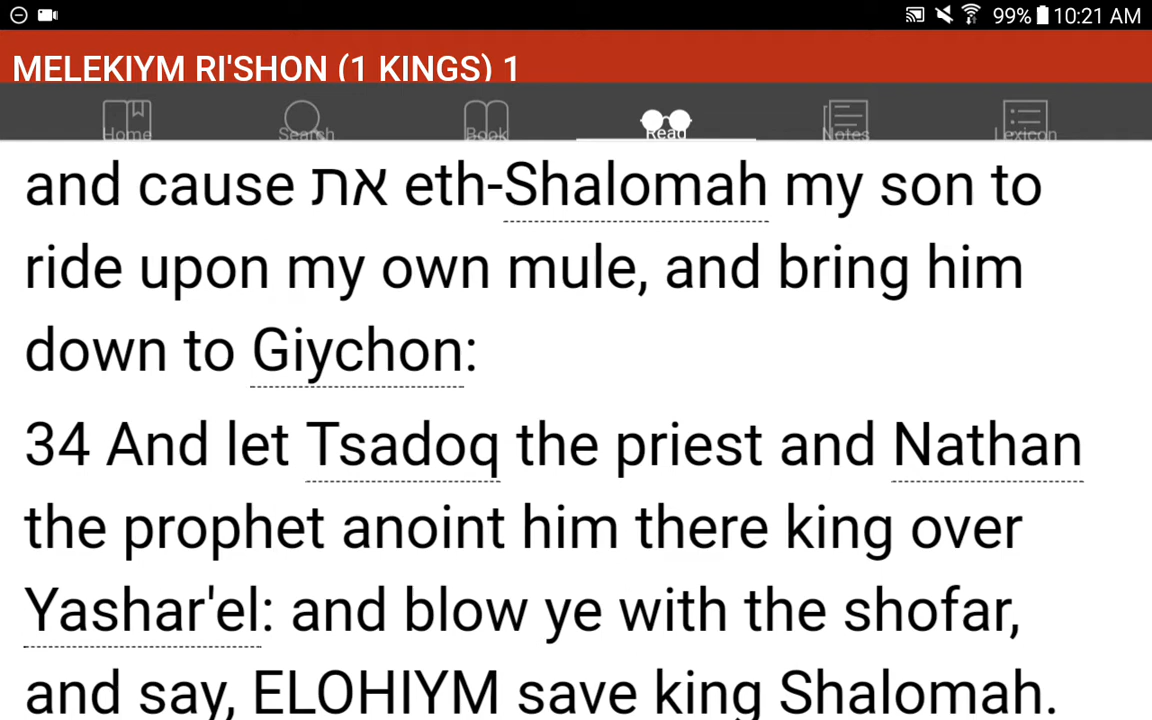 99% 10:21 AM
MELEKIYM RI'SHON (1 KINGS) 1
Home Search Book Read Notes Lexicon
and cause את eth-Shalomah my son to
ride upon my own mule, and bring him
down to Giychon:
34 And let Tsadoq the priest and Nathan
the prophet anoint him there king over
Yashar'el: and blow ye with the shofar,
and say, ELOHIYM save king Shalomah.